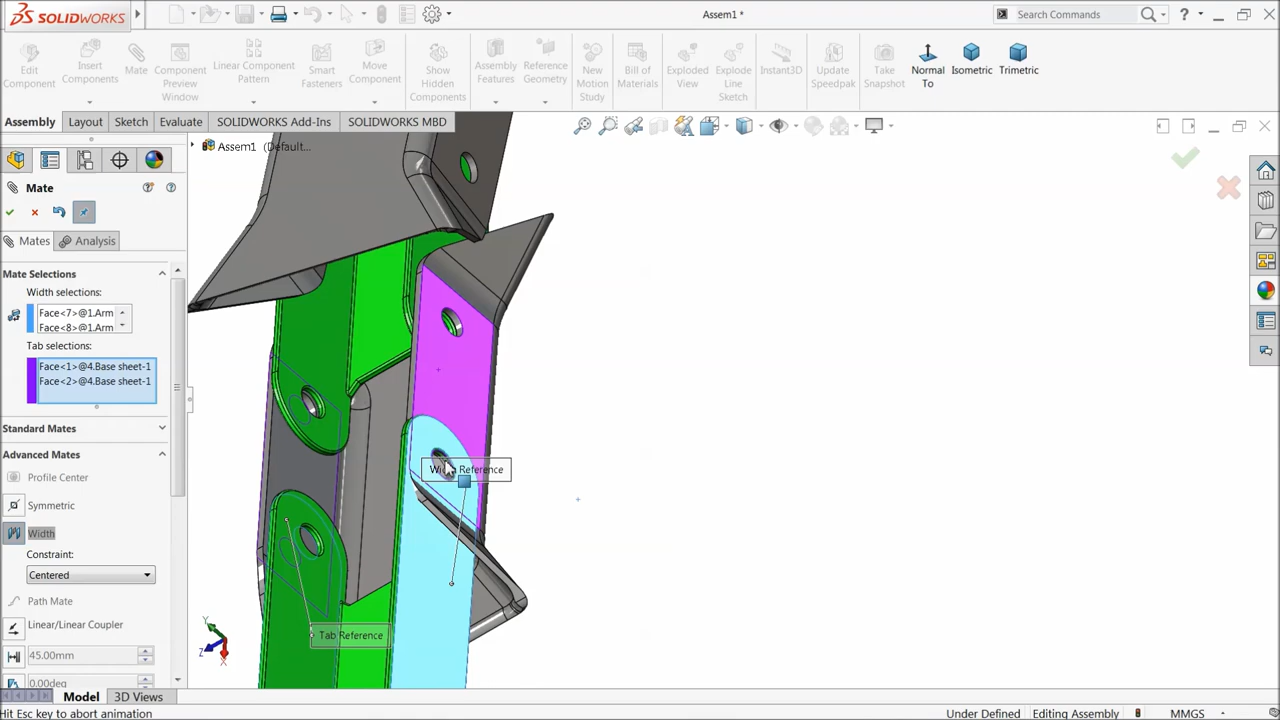 SOLIDWORKS
Assem1 *
Search Commands
?
Edit
Component
Insert
Components
Mate
Component
Preview
Window
Linear Component
Pattern
Smart
Fasteners
Move
Component
Show
Hidden
Components
Assembly
Features
Reference
Geometry
New
Motion
Study
Bill of
Materials
Exploded
View
Explode
Line
Sketch
Instant3D
Update
Speedpak
Take
Snapshot
Normal
To
Isometric
Trimetric
Assembly
Layout
Sketch
Evaluate
SOLIDWORKS Add-Ins
SOLIDWORKS MBD
Assem1 (Default...
Mate
Mates
Analysis
Mate Selections
Width selections:
Face<7>@1.Arm
Face<8>@1.Arm
Tab selections:
Face<1>@4.Base sheet-1
Face<2>@4.Base sheet-1
Standard Mates
Advanced Mates
Profile Center
Symmetric
Width
Constraint:
Centered
Path Mate
Linear/Linear Coupler
45.00mm
0.00deg
Width Reference
Tab Reference
Y
Z
X
Model
3D Views
Hit Esc key to abort animation
Under Defined
Editing Assembly
MMGS